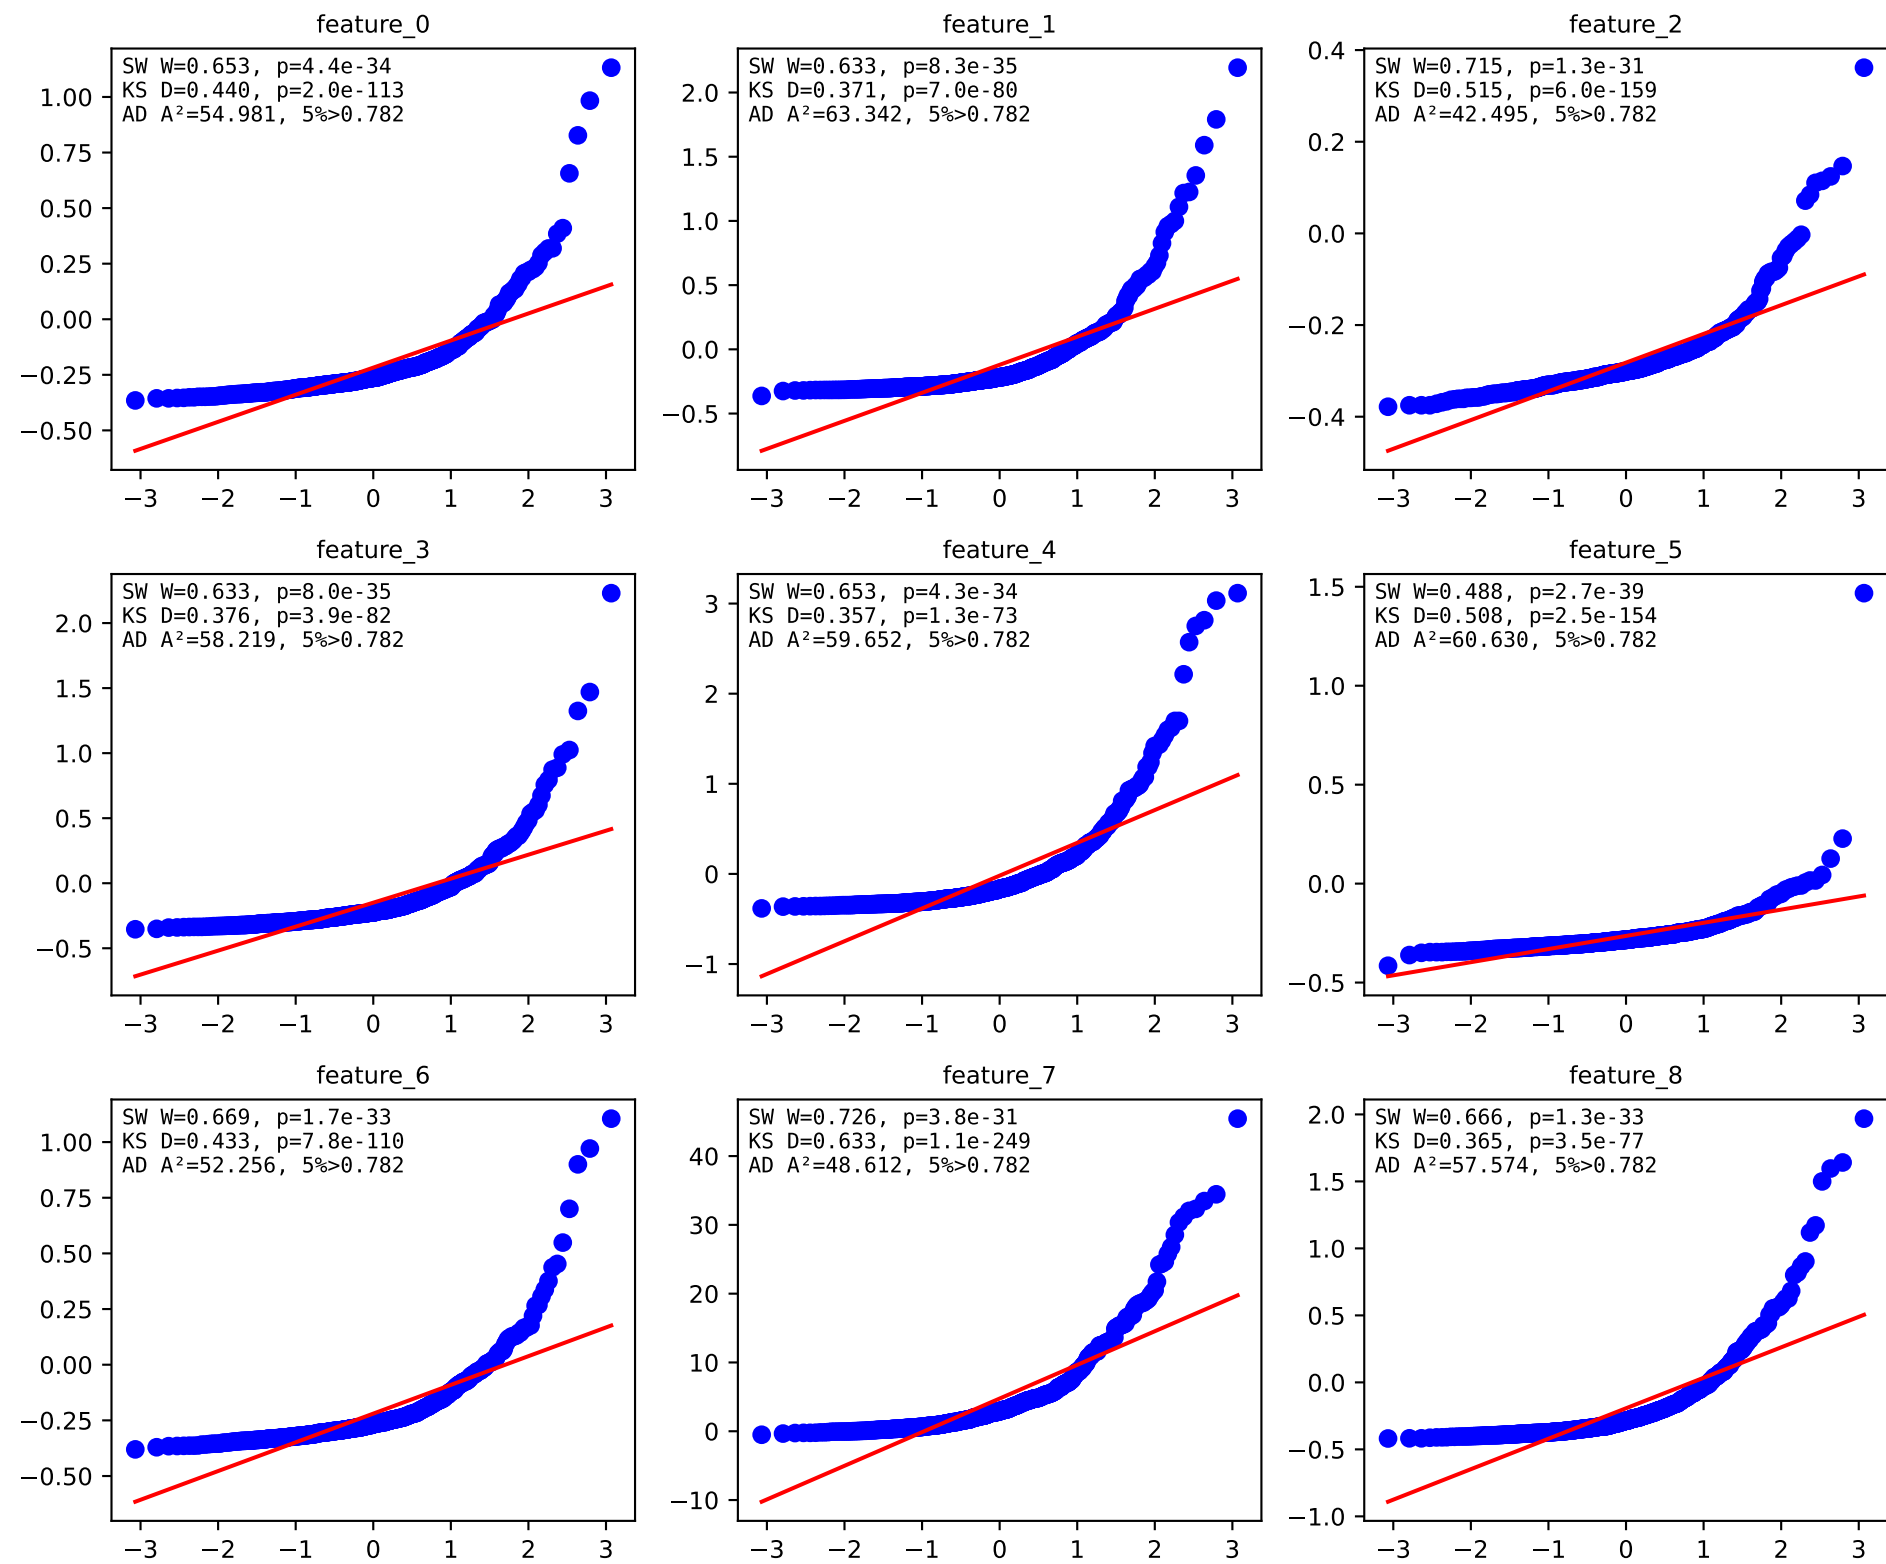 feature_0
SW W=0.653, p=4.4e-34
KS D=0.440, p=2.0e-113
AD A²=54.981, 5%>0.782
1.00
0.75
0.50
0.25
0.00
−0.25
−0.50
−3 −2 −1 0 1 2 3
feature_1
SW W=0.633, p=8.3e-35
KS D=0.371, p=7.0e-80
AD A²=63.342, 5%>0.782
2.0
1.5
1.0
0.5
0.0
−0.5
−3 −2 −1 0 1 2 3
feature_2
SW W=0.715, p=1.3e-31
KS D=0.515, p=6.0e-159
AD A²=42.495, 5%>0.782
0.4
0.2
0.0
−0.2
−0.4
−3 −2 −1 0 1 2 3
feature_3
SW W=0.633, p=8.0e-35
KS D=0.376, p=3.9e-82
AD A²=58.219, 5%>0.782
2.0
1.5
1.0
0.5
0.0
−0.5
−3 −2 −1 0 1 2 3
feature_4
SW W=0.653, p=4.3e-34
KS D=0.357, p=1.3e-73
AD A²=59.652, 5%>0.782
3
2
1
0
−1
−3 −2 −1 0 1 2 3
feature_5
SW W=0.488, p=2.7e-39
KS D=0.508, p=2.5e-154
AD A²=60.630, 5%>0.782
1.5
1.0
0.5
0.0
−0.5
−3 −2 −1 0 1 2 3
feature_6
SW W=0.669, p=1.7e-33
KS D=0.433, p=7.8e-110
AD A²=52.256, 5%>0.782
1.00
0.75
0.50
0.25
0.00
−0.25
−0.50
−3 −2 −1 0 1 2 3
feature_7
SW W=0.726, p=3.8e-31
KS D=0.633, p=1.1e-249
AD A²=48.612, 5%>0.782
40
30
20
10
0
−10
−3 −2 −1 0 1 2 3
feature_8
SW W=0.666, p=1.3e-33
KS D=0.365, p=3.5e-77
AD A²=57.574, 5%>0.782
2.0
1.5
1.0
0.5
0.0
−0.5
−1.0
−3 −2 −1 0 1 2 3